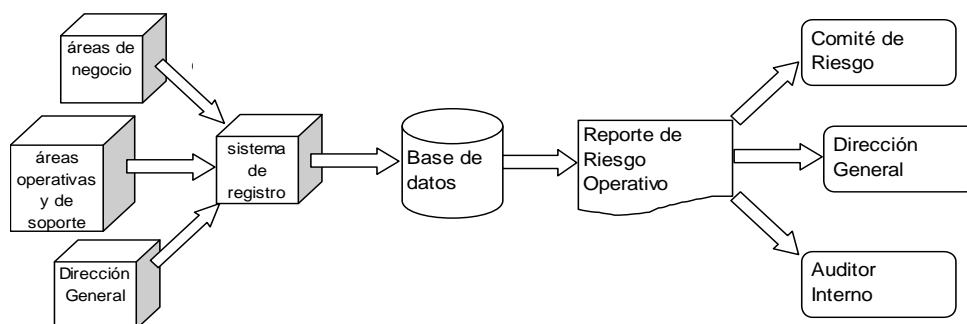 áreas de
negocio
áreas
operativas
y de
soporte
Dirección
General
sistema
de
registro
Base de
datos
Reporte de
Riesgo
Operativo
Comité de
Riesgo
Dirección
General
Auditor
Interno